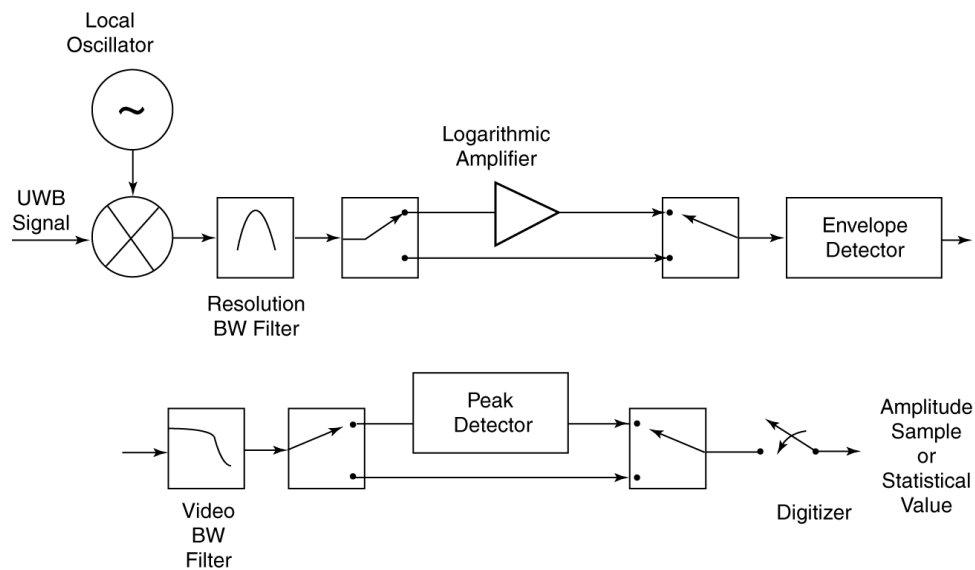 Local
Oscillator
~
Logarithmic
Amplifier
UWB
Signal
Envelope
Detector
Resolution
BW Filter
Peak
Detector
Amplitude
Sample
or
Statistical
Value
Video
BW
Filter
Digitizer